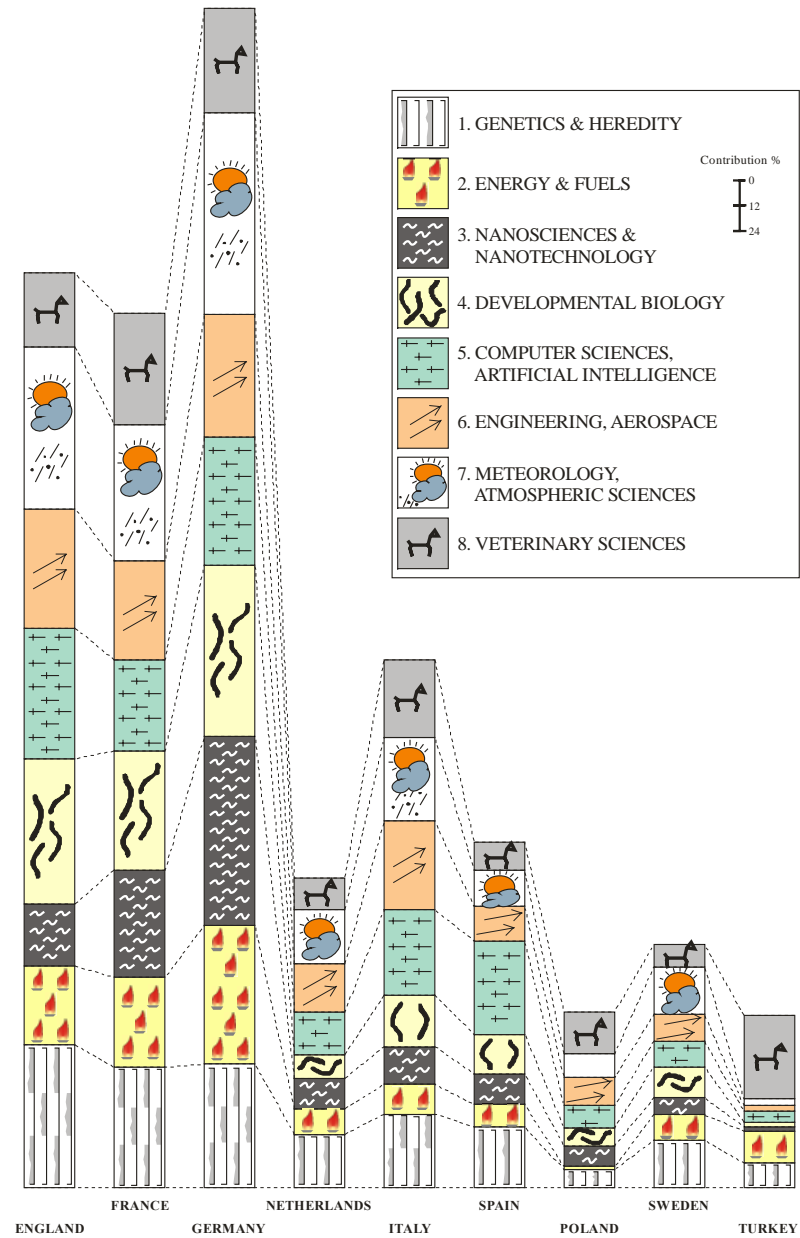 1. GENETICS & HEREDITY
Contribution %
0
12
24
2. ENERGY & FUELS
3. NANOSCIENCES &
NANOTECHNOLOGY
4. DEVELOPMENTAL BIOLOGY
5. COMPUTER SCIENCES,
ARTIFICIAL INTELLIGENCE
6. ENGINEERING, AEROSPACE
7. METEOROLOGY,
ATMOSPHERIC SCIENCES
8. VETERINARY SCIENCES
ENGLAND
FRANCE
GERMANY
NETHERLANDS
ITALY
SPAIN
POLAND
SWEDEN
TURKEY